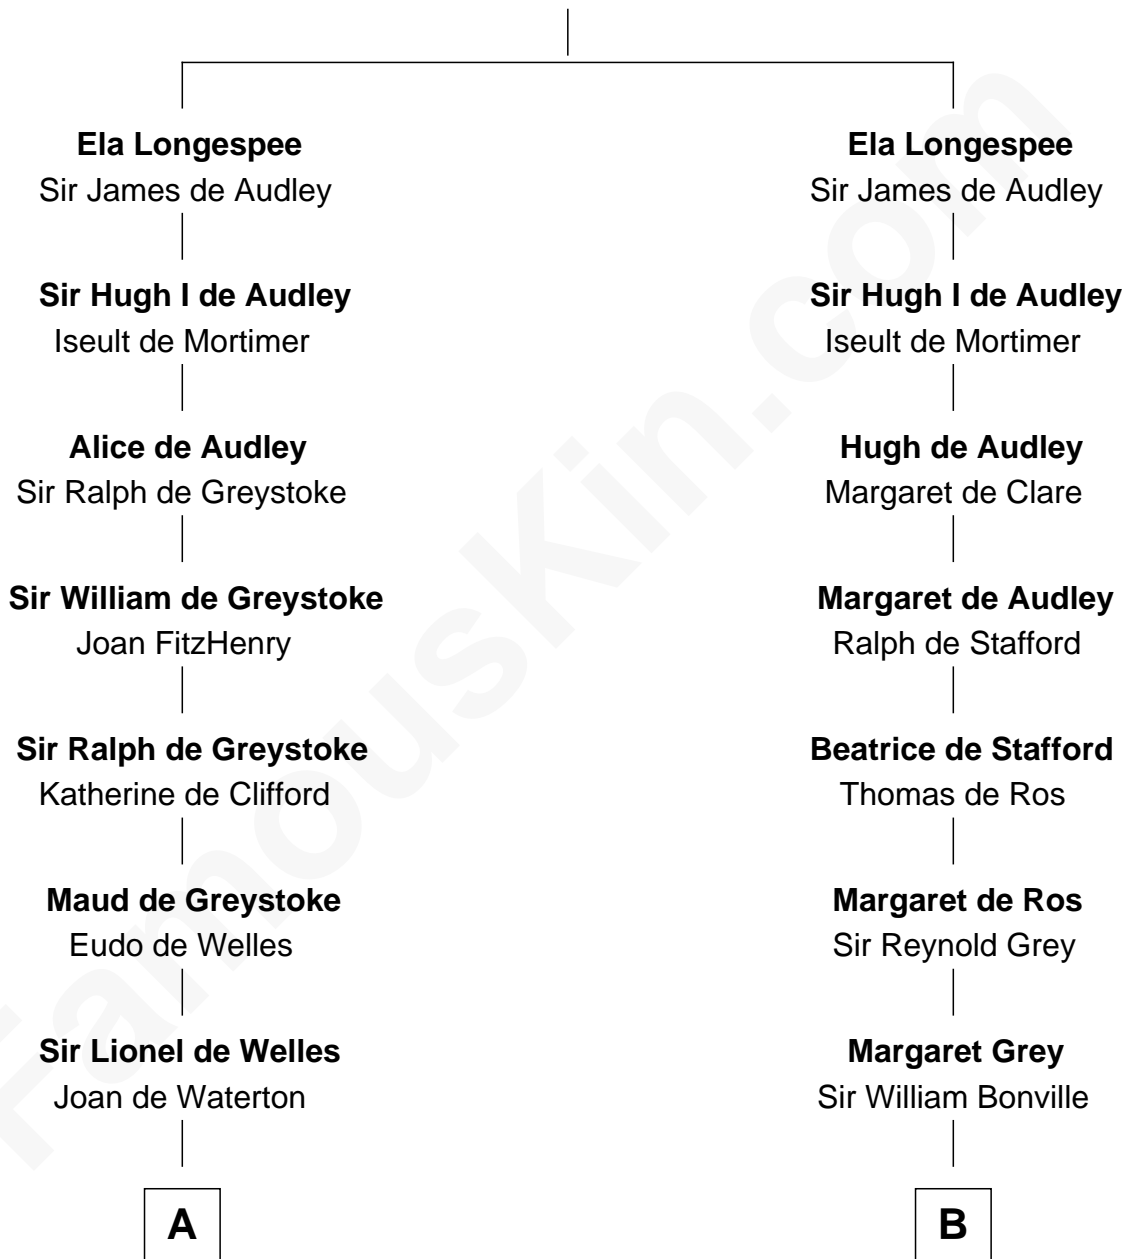 Ela Longespee
Sir James de Audley
Sir Hugh I de Audley
Iseult de Mortimer
Alice de Audley
Sir Ralph de Greystoke
Sir William de Greystoke
Joan FitzHenry
Sir Ralph de Greystoke
Katherine de Clifford
Maud de Greystoke
Eudo de Welles
Sir Lionel de Welles
Joan de Waterton
A
Ela Longespee
Sir James de Audley
Sir Hugh I de Audley
Iseult de Mortimer
Hugh de Audley
Margaret de Clare
Margaret de Audley
Ralph de Stafford
Beatrice de Stafford
Thomas de Ros
Margaret de Ros
Sir Reynold Grey
Margaret Grey
Sir William Bonville
B
FamousKin.com